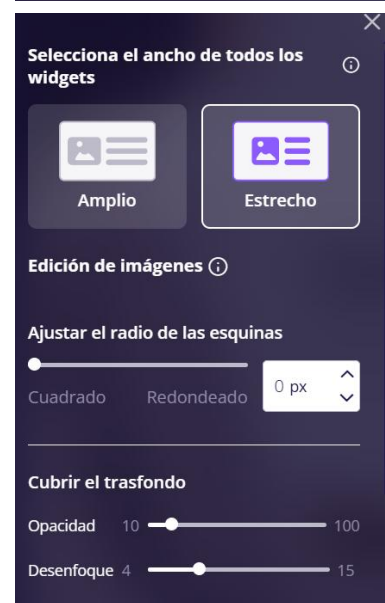 Selecciona el ancho de todos los
widgets
Amplio
Estrecho
Edición de imágenes
Ajustar el radio de las esquinas
Cuadrado
Redondeado
0 px
Cubrir el trasfondo
Opacidad 10 100
Desenfoque 4 15